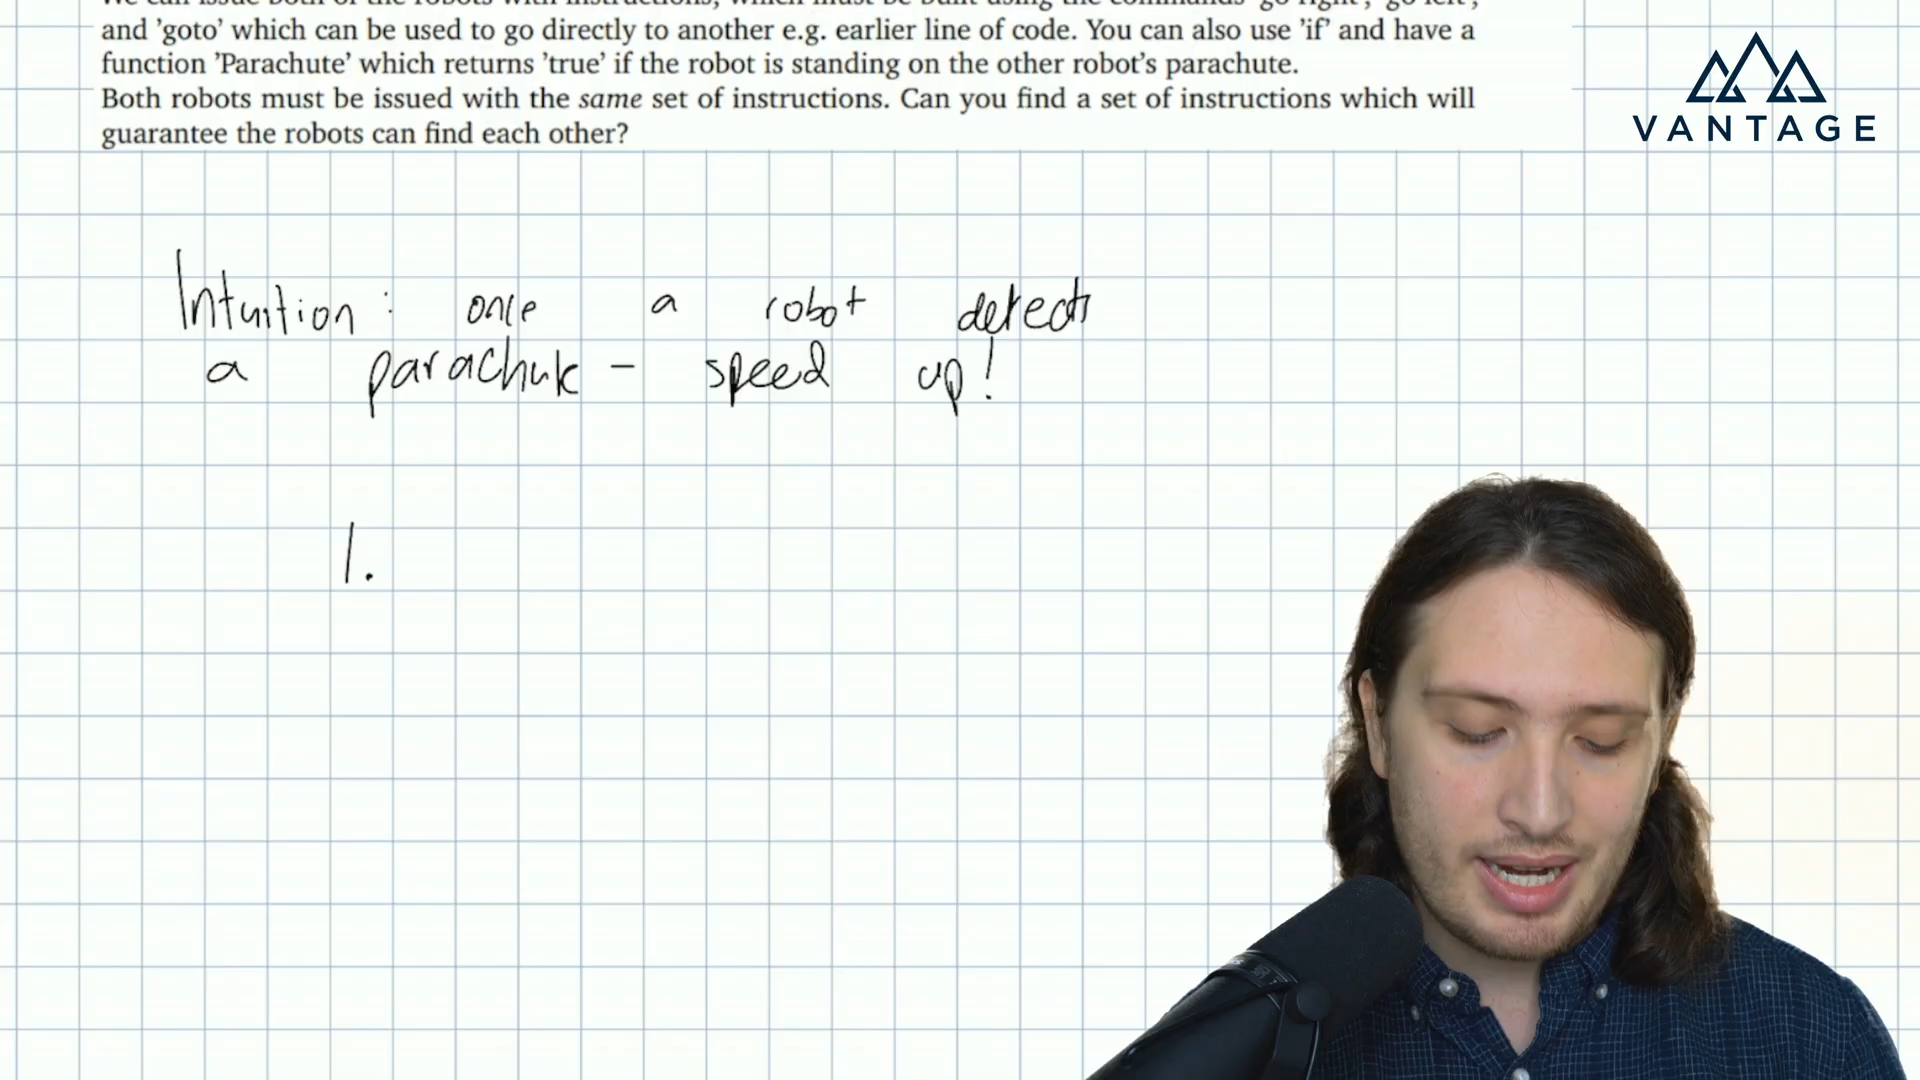 and 'goto' which can be used to go directly to another e.g. earlier line of code. You can also use 'if' and have a
function 'Parachute' which returns 'true' if the robot is standing on the other robot's parachute.
Both robots must be issued with the same set of instructions. Can you find a set of instructions which will
guarantee the robots can find each other?
VANTAGE
Intuition: once a robot detects
a parachute - speed up!
1.